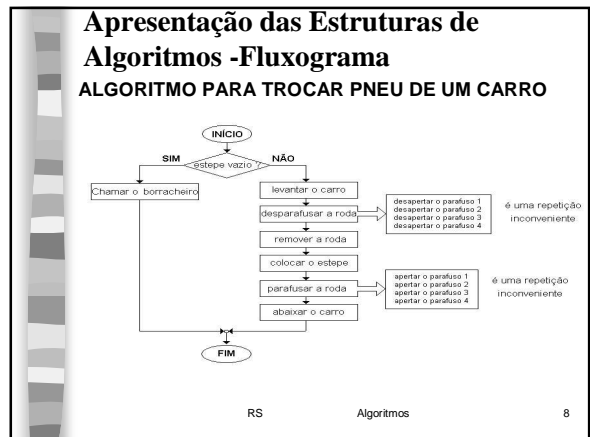 Apresentação das Estruturas de
Algoritmos -Fluxograma
ALGORITMO PARA TROCAR PNEU DE UM CARRO
INÍCIO
SIM
estepe vazio ?
NÃO
Chamar o borracheiro
levantar o carro
desparafusar a roda
desapertar o parafuso 1
desapertar o parafuso 2
desapertar o parafuso 3
desapertar o parafuso 4
é uma repetição
inconveniente
remover a roda
colocar o estepe
parafusar a roda
apertar o parafuso 1
apertar o parafuso 2
apertar o parafuso 3
apertar o parafuso 4
é uma repetição
inconveniente
abaixar o carro
FIM
RS
Algoritmos
8